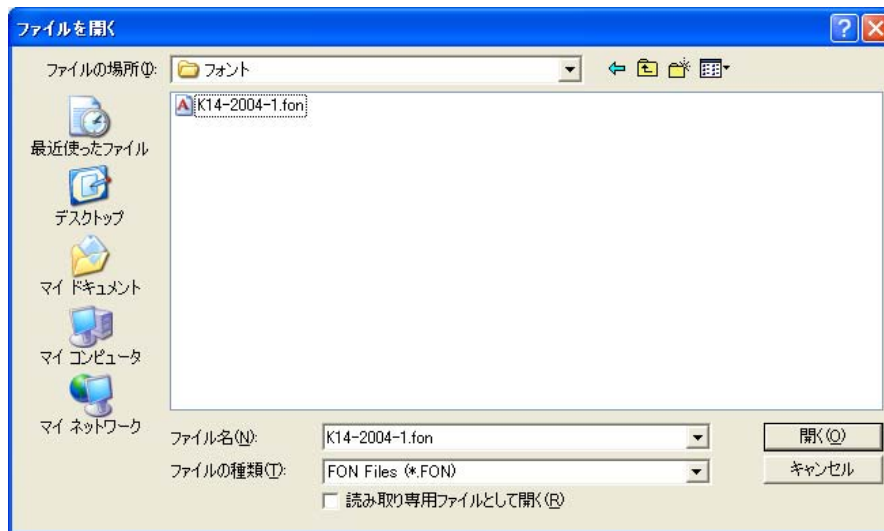 ファイルを開く
ファイルの場所(I):
フォント
K14-2004-1.fon
最近使ったファイル
デスクトップ
マイ ドキュメント
マイ コンピュータ
マイ ネットワーク
ファイル名(N):
K14-2004-1.fon
開く(O)
ファイルの種類(T):
FON Files (*.FON)
キャンセル
読み取り専用ファイルとして開く(R)